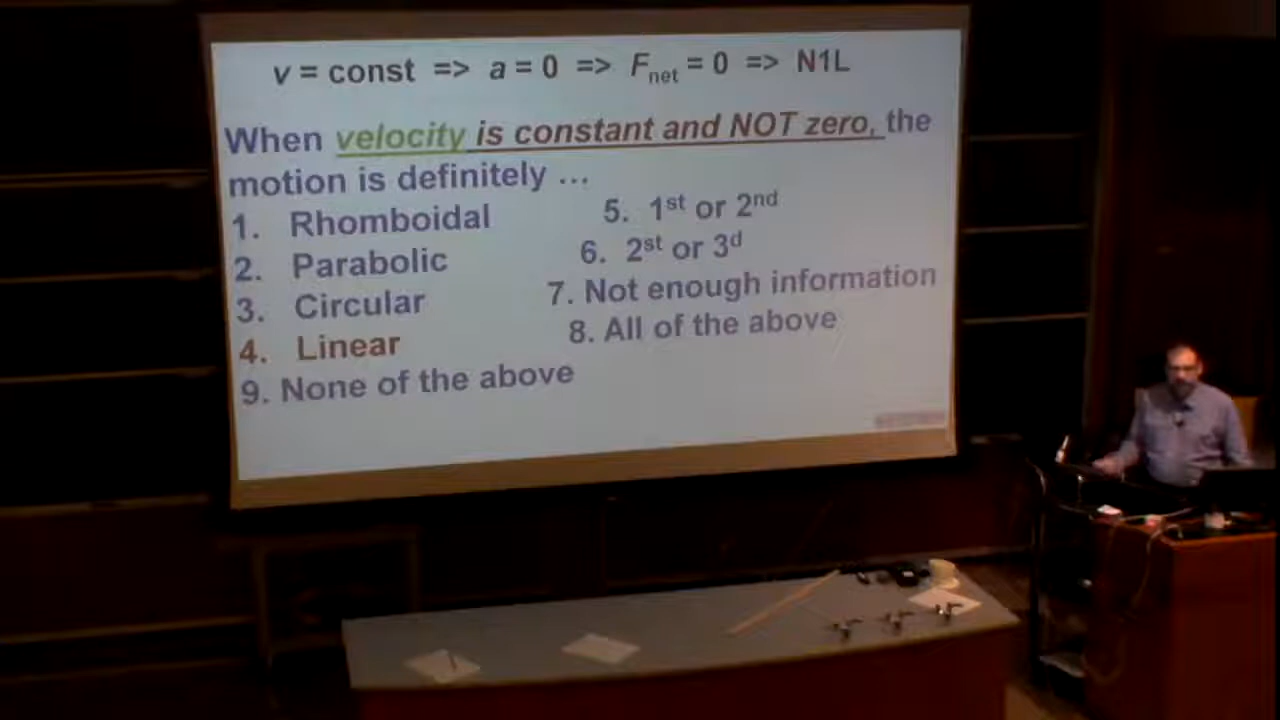 v = const => a = 0 => Fnet = 0 => N1L
When velocity is constant and NOT zero, the
motion is definitely ...
1. Rhomboidal
2. Parabolic
3. Circular
4. Linear
5. 1st or 2nd
6. 2st or 3d
7. Not enough information
8. All of the above
9. None of the above